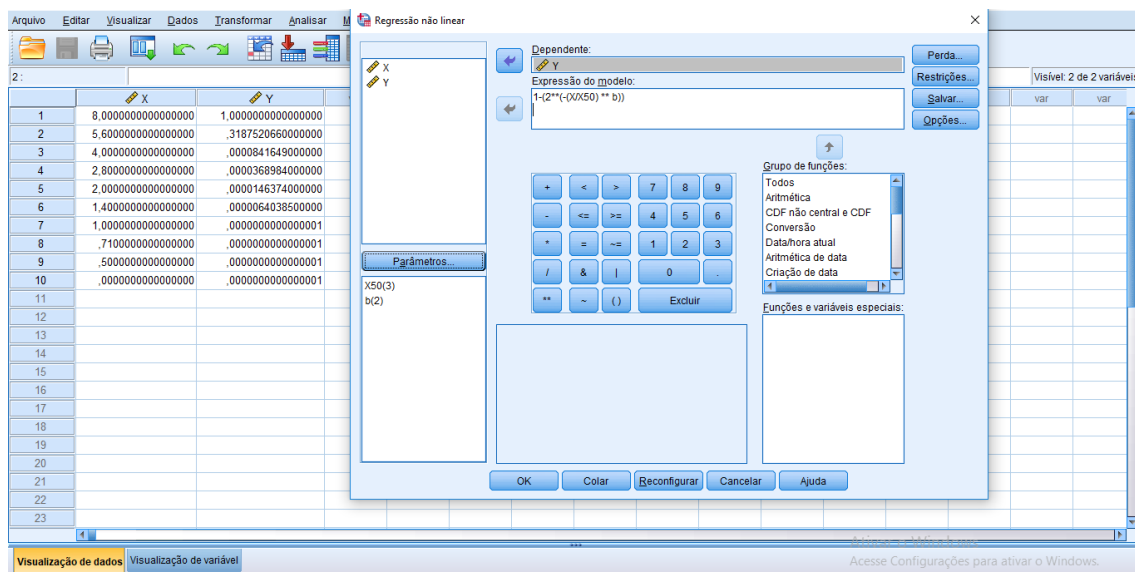 Arquivo Editar Visualizar Dados Transformar Analisar M
Regressão não linear
2 :
Visível: 2 de 2 variáveis
X Y var var
1 8,0000000000000000 1,0000000000000000
2 5,6000000000000000 ,3187520660000000
3 4,0000000000000000 ,0000841649000000
4 2,8000000000000000 ,0000368984000000
5 2,0000000000000000 ,0000146374000000
6 1,4000000000000000 ,0000064038500000
7 1,0000000000000000 ,0000000000000001
8 ,7100000000000000 ,0000000000000001
9 ,5000000000000000 ,0000000000000001
10 ,0000000000000000 ,0000000000000001
11
12
13
14
15
16
17
18
19
20
21
22
23
X
Y
Dependente:
Y
Expressão do modelo:
1-(2**(-(X/X50) ** b))
Perda...
Restrições...
Salvar...
Opções...
Parâmetros...
X50(3)
b(2)
+ < > 7 8 9
- <= >= 4 5 6
* = ~= 1 2 3
/ & | 0 .
** ~ ( ) Excluir
Grupo de funções:
Todos
Aritmética
CDF não central e CDF
Conversão
Data/hora atual
Aritmética de data
Criação de data
Funções e variáveis especiais:
OK Colar Reconfigurar Cancelar Ajuda
Visualização de dados Visualização de variável
Acesse Configurações para ativar o Windows.